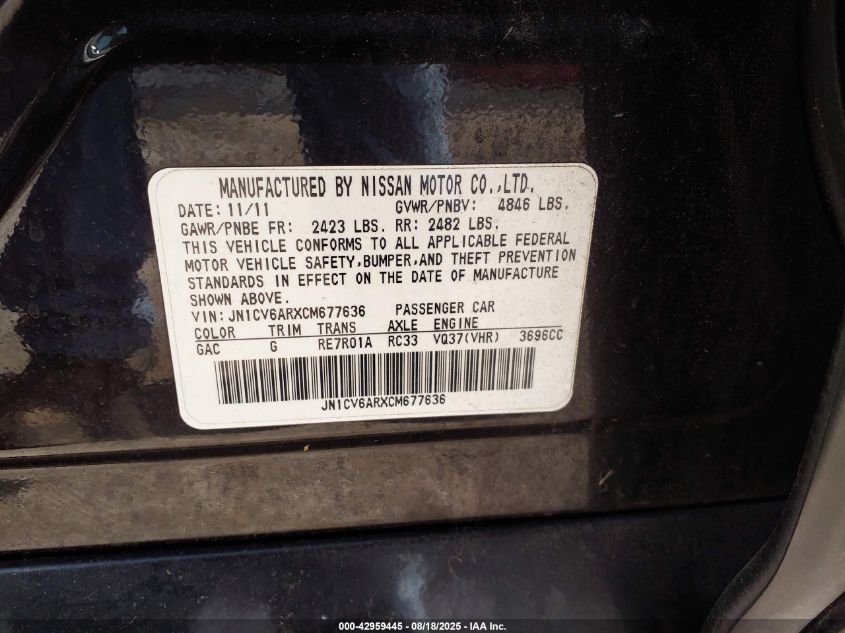 MANUFACTURED BY NISSAN MOTOR CO.,LTD.
DATE: 11/11 GVWR/PNBV: 4846 LBS.
GAWR/PNBE FR: 2423 LBS. RR: 2482 LBS.
THIS VEHICLE CONFORMS TO ALL APPLICABLE FEDERAL
MOTOR VEHICLE SAFETY,BUMPER,AND THEFT PREVENTION
STANDARDS IN EFFECT ON THE DATE OF MANUFACTURE
SHOWN ABOVE.
VIN: JN1CV6ARXCM677636 PASSENGER CAR
COLOR TRIM TRANS AXLE ENGINE
GAC G RE7R01A RC33 VQ37(VHR) 3696CC
JN1CV6ARXCM677636
000-42959445 - 08/18/2025 - IAA Inc.